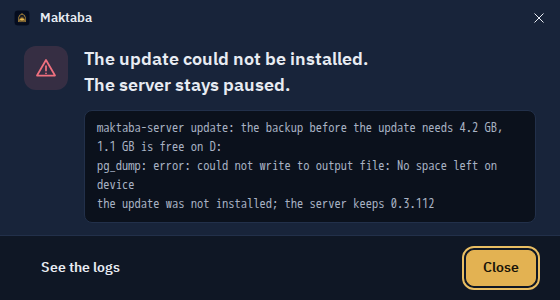 Maktaba
The update could not be installed.
The server stays paused.
maktaba-server update: the backup before the update needs 4.2 GB,
1.1 GB is free on D:
pg_dump: error: could not write to output file: No space left on
device
the update was not installed; the server keeps 0.3.112
See the logs
Close